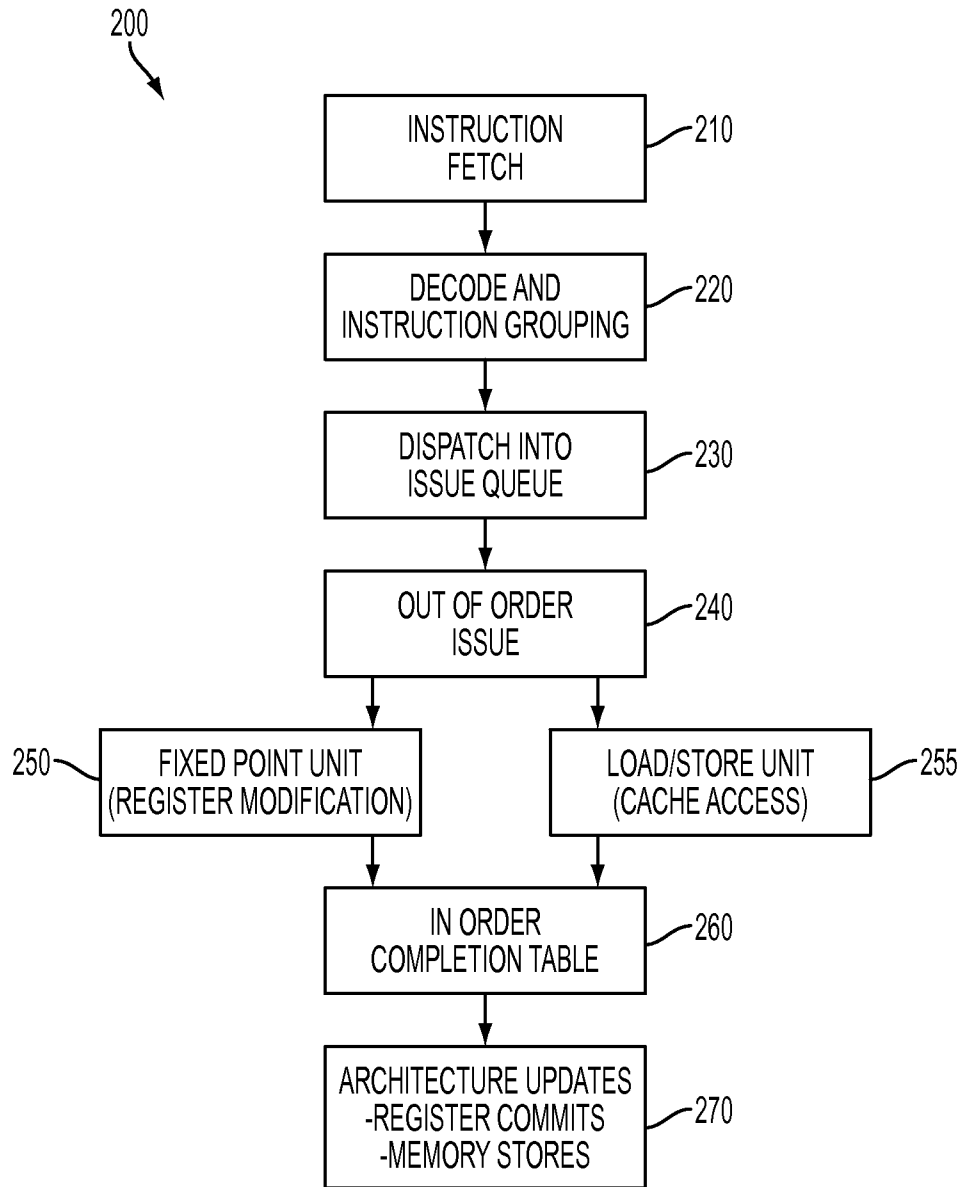 200
INSTRUCTION
FETCH
210
DECODE AND
INSTRUCTION GROUPING
220
DISPATCH INTO
ISSUE QUEUE
230
OUT OF ORDER
ISSUE
240
250
FIXED POINT UNIT
(REGISTER MODIFICATION)
LOAD/STORE UNIT
(CACHE ACCESS)
255
IN ORDER
COMPLETION TABLE
260
ARCHITECTURE UPDATES
-REGISTER COMMITS
-MEMORY STORES
270